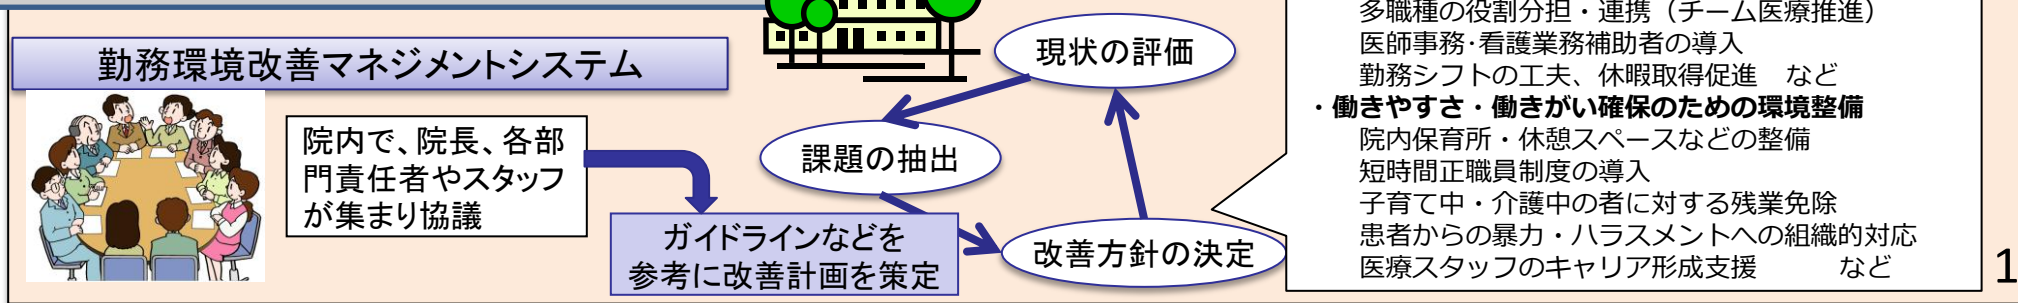 勤務環境改善マネジメントシステム
院内で、院長、各部
門責任者やスタッフ
が集まり協議
ガイドラインなどを
参考に改善計画を策定
現状の評価
課題の抽出
改善方針の決定
多職種の役割分担・連携（チーム医療推進）
医師事務・看護業務補助者の導入
勤務シフトの工夫、休暇取得促進　など
・働きやすさ・働きがい確保のための環境整備
院内保育所・休憩スペースなどの整備
短時間正職員制度の導入
子育て中・介護中の者に対する残業免除
患者からの暴力・ハラスメントへの組織的対応
医療スタッフのキャリア形成支援　　　など
1